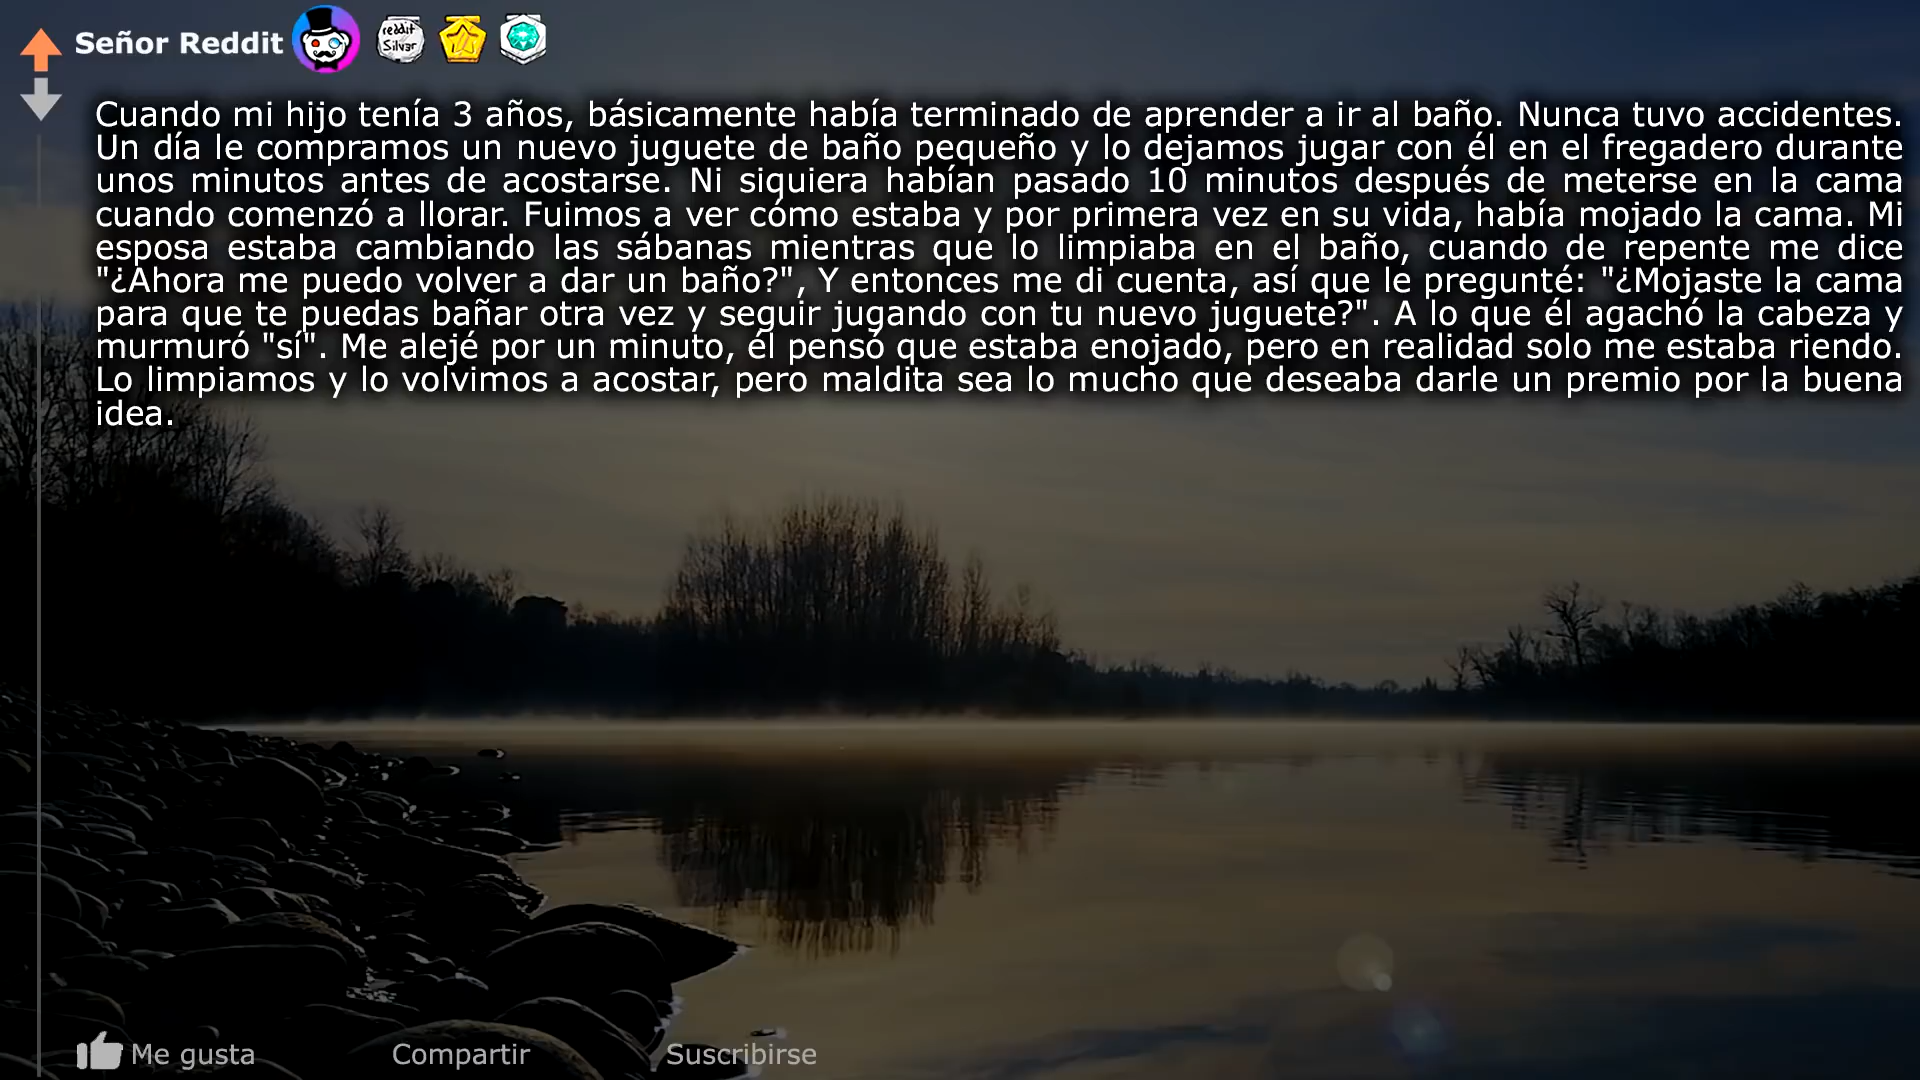 Señor Reddit
reddit
Silver
Cuando mi hijo tenía 3 años, básicamente había terminado de aprender a ir al baño. Nunca tuvo accidentes.
Un día le compramos un nuevo juguete de baño pequeño y lo dejamos jugar con él en el fregadero durante
unos minutos antes de acostarse. Ni siquiera habían pasado 10 minutos después de meterse en la cama
cuando comenzó a llorar. Fuimos a ver cómo estaba y por primera vez en su vida, había mojado la cama. Mi
esposa estaba cambiando las sábanas mientras que lo limpiaba en el baño, cuando de repente me dice
"¿Ahora me puedo volver a dar un baño?", Y entonces me di cuenta, así que le pregunté: "¿Mojaste la cama
para que te puedas bañar otra vez y seguir jugando con tu nuevo juguete?". A lo que él agachó la cabeza y
murmuró "sí". Me alejé por un minuto, él pensó que estaba enojado, pero en realidad solo me estaba riendo.
Lo limpiamos y lo volvimos a acostar, pero maldita sea lo mucho que deseaba darle un premio por la buena
idea.
Me gusta Compartir Suscribirse